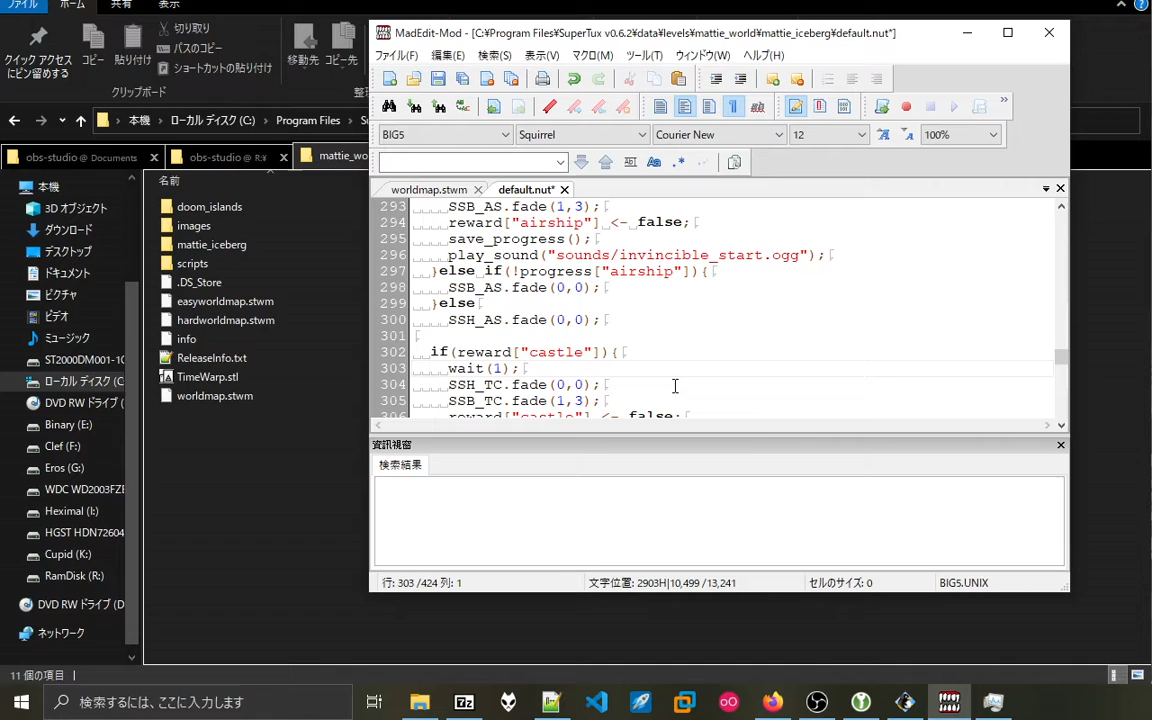 ファイル
ホーム
共有
表示
クイック アクセス
にピン留めする
コピー
貼り付け
切り取り
パスのコピー
ショートカットの貼り付け
移動先
コピー先
クリップボード
本機 › ローカル ディスク (C:) › Program Files ›
obs-studio @ Documents
obs-studio @ R:¥
mattie_wo
本機
3D オブジェクト
ダウンロード
デスクトップ
ドキュメント
ピクチャ
ビデオ
ミュージック
ST2000DM001-1C
ローカル ディスク (C
DVD RW ドライブ (D
Binary (E:)
Clef (F:)
Eros (G:)
WDC WD2003FZE
Heximal (I:)
HGST HDN72604
Cupid (K:)
RamDisk (R:)
DVD RW ドライブ (D
ネットワーク
11 個の項目
名前
doom_islands
images
mattie_iceberg
scripts
.DS_Store
easyworldmap.stwm
hardworldmap.stwm
info
ReleaseInfo.txt
TimeWarp.stl
worldmap.stwm
MadEdit-Mod - [C:¥Program Files¥SuperTux v0.6.2¥data¥levels¥mattie_world¥mattie_iceberg¥default.nut*]
ファイル(F) 編集(E) 検索(S) 表示(V) マクロ(M) ツール(T) ウィンドウ(W) ヘルプ(H)
BIG5 Squirrel Courier New 12 100%
worldmap.stwm
default.nut*
293 SSB_AS.fade(1,3);
294 reward["airship"] <- false;
295 save_progress();
296 play_sound("sounds/invincible_start.ogg");
297 }else if(!progress["airship"]){
298 SSB_AS.fade(0,0);
299 }else
300 SSH_AS.fade(0,0);
301
302 if(reward["castle"]){
303 wait(1);
304 SSH_TC.fade(0,0);
305 SSB_TC.fade(1,3);
306 reward["castle"] <- false;
資訊視窗
検索結果
行: 303 /424 列: 1
文字位置: 2903H|10,499 /13,241
セルのサイズ: 0
BIG5.UNIX
検索するには、ここに入力します